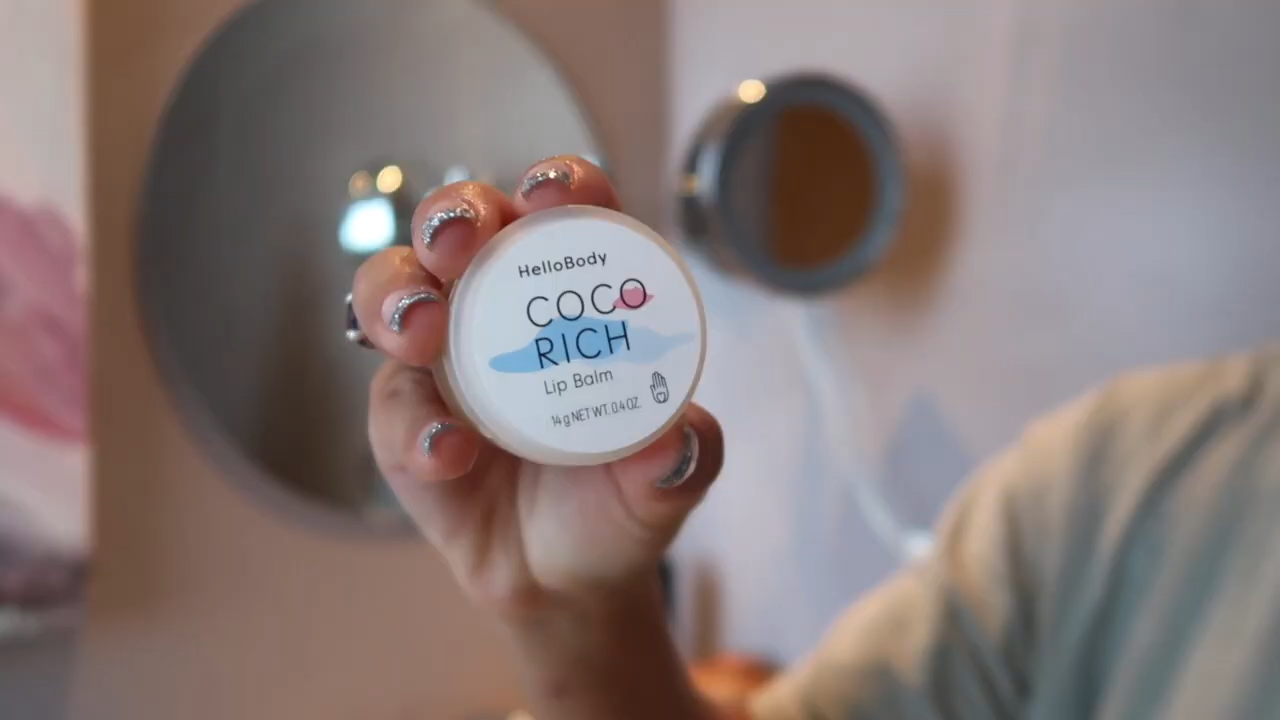 HelloBody
COCO
RICH
Lip Balm
14g NET WT. 0.4 OZ.